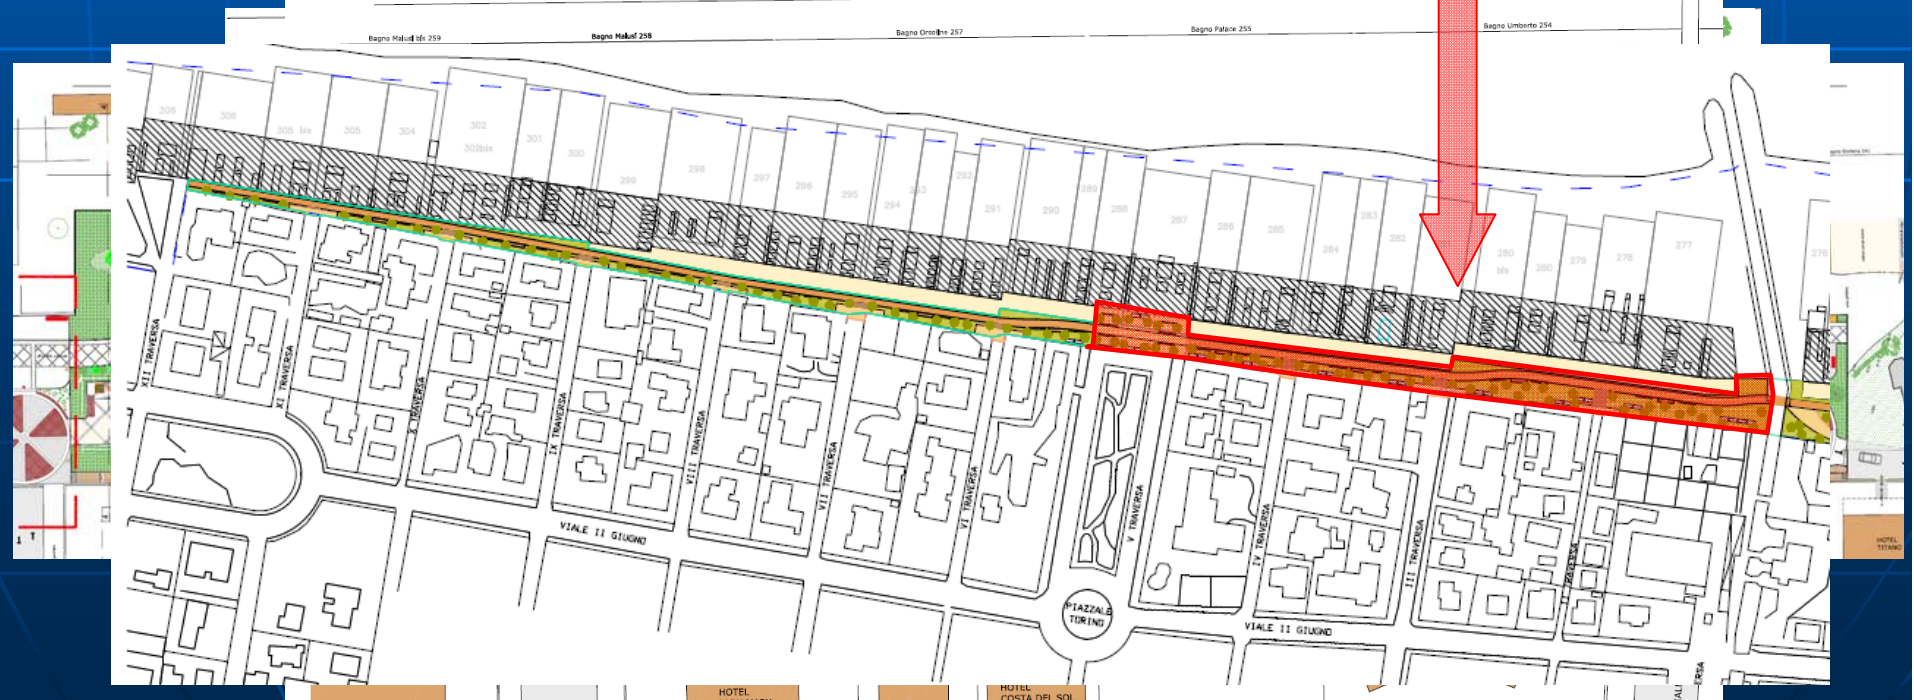 Bagno Malusi bis 259
Bagno Malusi 258
Bagno Orsoline 257
Bagno Palace 255
Bagno Umberto 254
306
306
305 bis
305
304
302
302bis
301
300
299
298
297
296
295
294
293
292
291
290
289
288
287
286
285
284
283
282
280
bis
280
279
278
277
276
XII TRAVERSA
XI TRAVERSA
X TRAVERSA
IX TRAVERSA
VIII TRAVERSA
VI TRAVERSA
VI TRAVERSA
V TRAVERSA
IV TRAVERSA
III TRAVERSA
TRAVERSA
VIALE II GIUGNO
PIAZZALE
TORINO
VIALE II GIUGNO
HOTEL
TITANO
HOTEL
HOTEL
COSTA DEL SOL